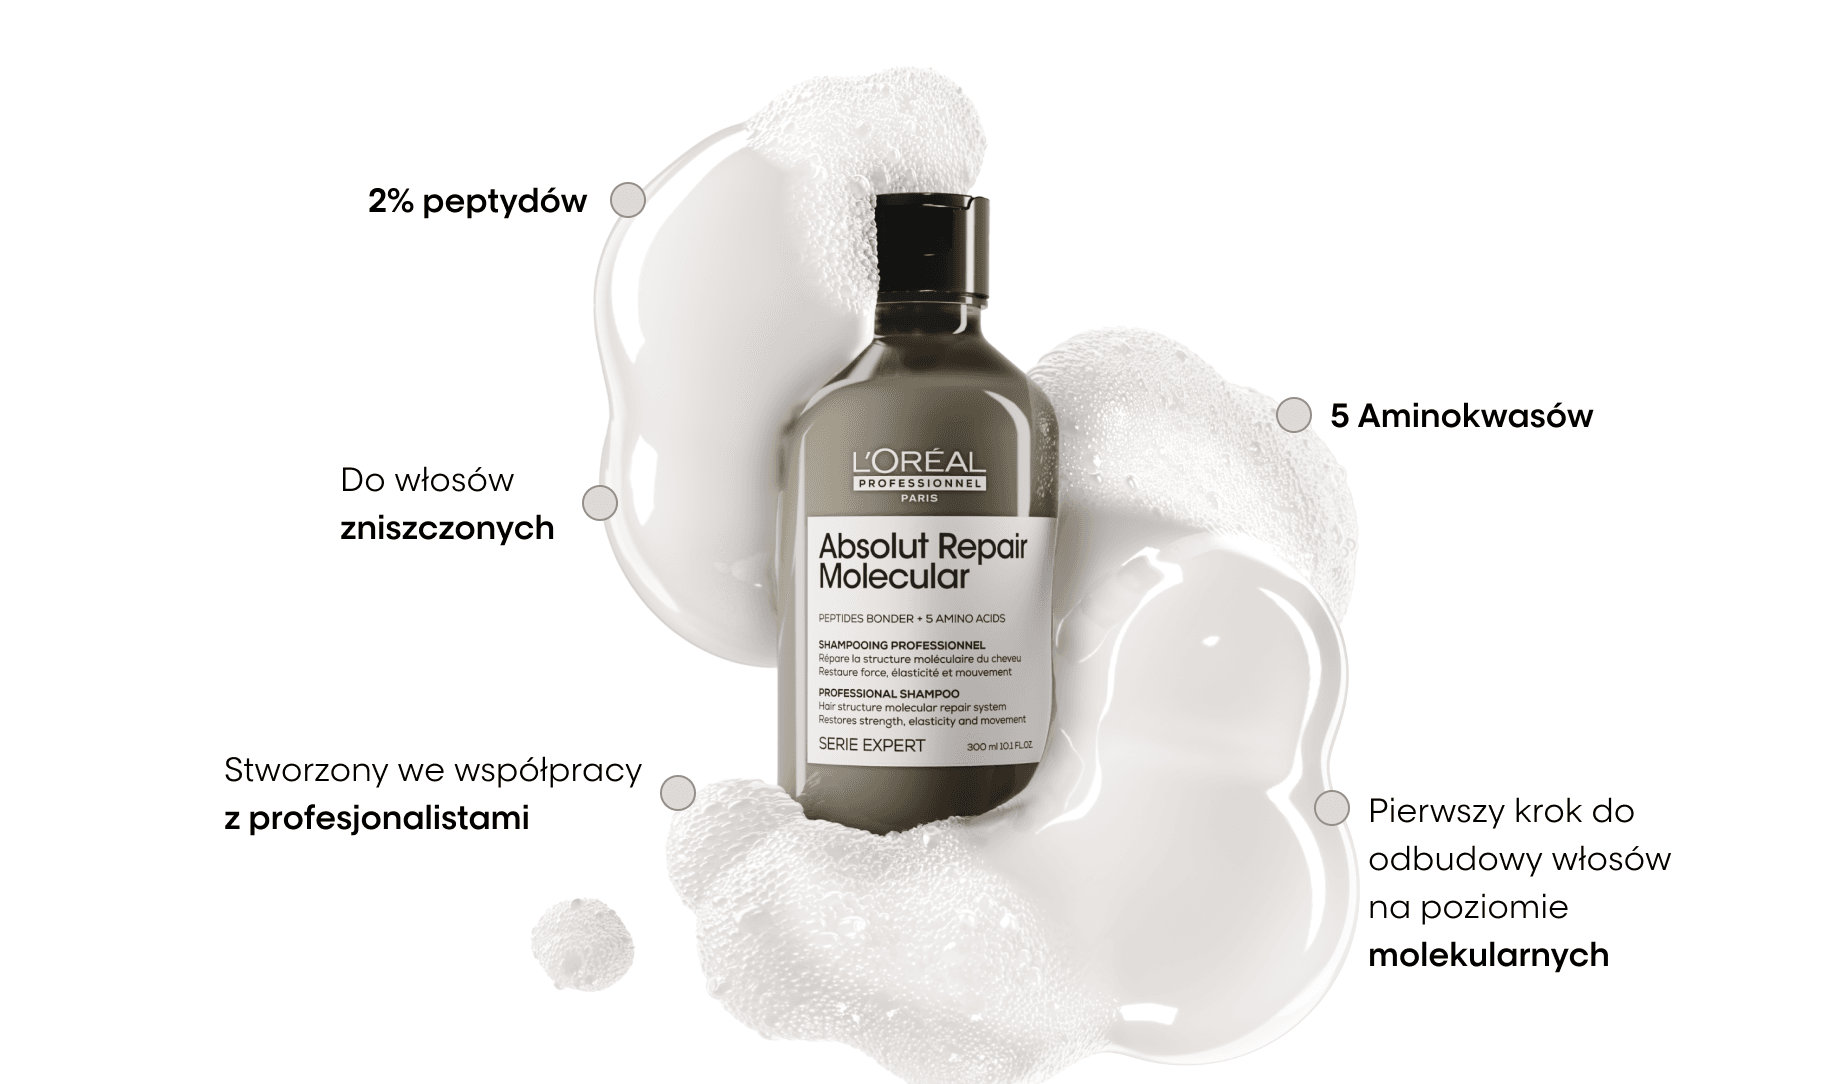 2% peptydów
5 Aminokwasów
Do włosów
zniszczonych
Stworzony we współpracy
z profesjonalistami
Pierwszy krok do
odbudowy włosów
na poziomie
molekularnych
L'ORÉAL
PROFESSIONNEL
PARIS
Absolut Repair
Molecular
PEPTIDES BONDER + 5 AMINO ACIDS
SHAMPOOING PROFESSIONNEL
Répare la structure moléculaire du cheveu
Restaure force, élasticité et mouvement
PROFESSIONAL SHAMPOO
Hair structure molecular repair system
Restores strength, elasticity and movement
SERIE EXPERT
300 ml 10.1 FL.OZ.